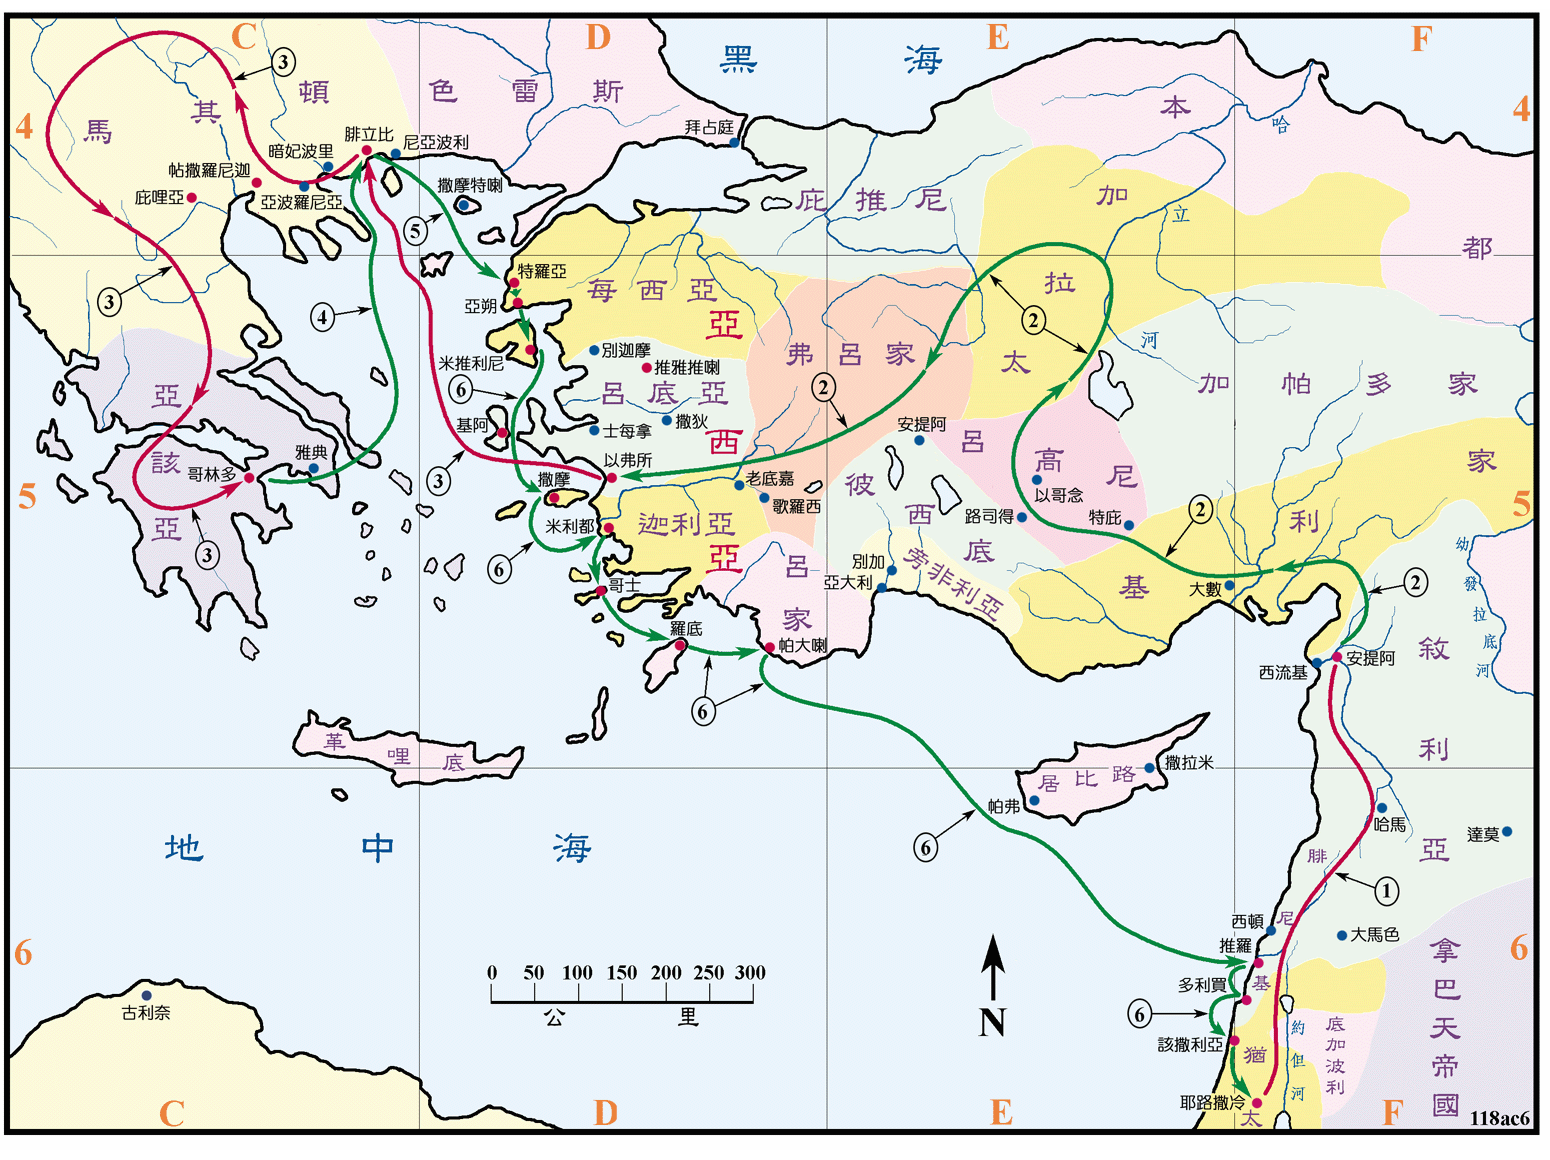 C
D
E
F
4
4
5
5
6
6
C
D
E
F
黑 海
地 中 海
馬 其 頓
色 雷 斯
庇 推 尼
本 都
加 拉 太
每 西 亞
亞 西 亞
呂 底 亞
弗 呂 家
加 帕 多 家
呂 高 尼
彼 西 底
迦 利 亞
呂 家
旁非利亞
基 利 家
亞 該 亞
革 哩 底
居 比 路
敘 利 亞
腓 尼 基
猶 太
底加波利
拿巴天帝國
哈 立 河
幼發拉底河
約但河
腓立比
尼亞波利
暗妃波里
帖撒羅尼迦
亞波羅尼亞
庇哩亞
撒摩特喇
拜占庭
特羅亞
亞朔
米推利尼
別迦摩
推雅推喇
撒狄
士每拿
基阿
以弗所
撒摩
米利都
老底嘉
歌羅西
安提阿
以哥念
路司得
特庇
別加
亞大利
大數
哥士
羅底
帕大喇
雅典
哥林多
西流基
安提阿
撒拉米
帕弗
哈馬
達莫
大馬色
西頓
推羅
多利買
該撒利亞
耶路撒冷
古利奈
3
5
4
3
3
6
3
6
2
2
2
2
6
6
6
1
6
0 50 100 150 200 250 300
公 里
N
118ac6